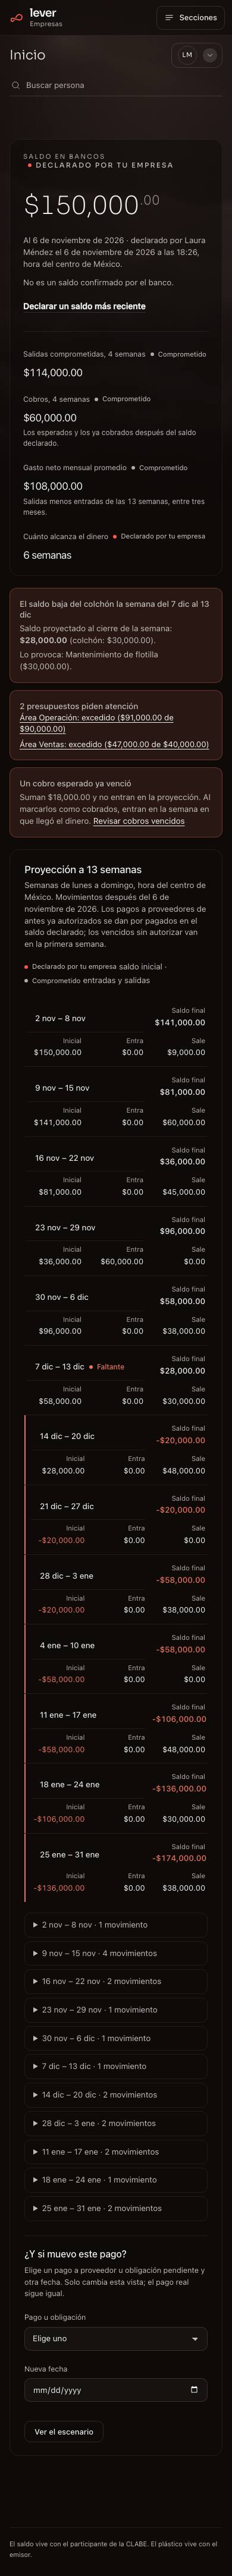 lever
Empresas
Secciones
Inicio
LM
Buscar persona
SALDO EN BANCOS
DECLARADO POR TU EMPRESA
$150,000.00
Al 6 de noviembre de 2026 · declarado por Laura
Méndez el 6 de noviembre de 2026 a las 18:26,
hora del centro de México.
No es un saldo confirmado por el banco.
Declarar un saldo más reciente
Salidas comprometidas, 4 semanas Comprometido
$114,000.00
Cobros, 4 semanas Comprometido
$60,000.00
Los esperados y los ya cobrados después del saldo
declarado.
Gasto neto mensual promedio Comprometido
$108,000.00
Salidas menos entradas de las 13 semanas, entre tres
meses.
Cuánto alcanza el dinero Declarado por tu empresa
6 semanas
El saldo baja del colchón la semana del 7 dic al 13
dic
Saldo proyectado al cierre de la semana:
$28,000.00 (colchón: $30,000.00).
Lo provoca: Mantenimiento de flotilla
($30,000.00).
2 presupuestos piden atención
Área Operación: excedido ($91,000.00 de
$90,000.00)
Área Ventas: excedido ($47,000.00 de $40,000.00)
Un cobro esperado ya venció
Suman $18,000.00 y no entran en la proyección. Al
marcarlos como cobrados, entran en la semana en
que llegó el dinero. Revisar cobros vencidos
Proyección a 13 semanas
Semanas de lunes a domingo, hora del centro de
México. Movimientos después del 6 de
noviembre de 2026. Los pagos a proveedores de
antes ya autorizados se dan por pagados en el
saldo declarado; los vencidos sin autorizar van
en la primera semana.
Declarado por tu empresa saldo inicial ·
Comprometido entradas y salidas
2 nov – 8 nov
Saldo final
$141,000.00
Inicial Entra Sale
$150,000.00 $0.00 $9,000.00
9 nov – 15 nov
Saldo final
$81,000.00
Inicial Entra Sale
$141,000.00 $0.00 $60,000.00
16 nov – 22 nov
Saldo final
$36,000.00
Inicial Entra Sale
$81,000.00 $0.00 $45,000.00
23 nov – 29 nov
Saldo final
$96,000.00
Inicial Entra Sale
$36,000.00 $60,000.00 $0.00
30 nov – 6 dic
Saldo final
$58,000.00
Inicial Entra Sale
$96,000.00 $0.00 $38,000.00
7 dic – 13 dic Faltante
Saldo final
$28,000.00
Inicial Entra Sale
$58,000.00 $0.00 $30,000.00
14 dic – 20 dic
Saldo final
-$20,000.00
Inicial Entra Sale
$28,000.00 $0.00 $48,000.00
21 dic – 27 dic
Saldo final
-$20,000.00
Inicial Entra Sale
-$20,000.00 $0.00 $0.00
28 dic – 3 ene
Saldo final
-$58,000.00
Inicial Entra Sale
-$20,000.00 $0.00 $38,000.00
4 ene – 10 ene
Saldo final
-$58,000.00
Inicial Entra Sale
-$58,000.00 $0.00 $0.00
11 ene – 17 ene
Saldo final
-$106,000.00
Inicial Entra Sale
-$58,000.00 $0.00 $48,000.00
18 ene – 24 ene
Saldo final
-$136,000.00
Inicial Entra Sale
-$106,000.00 $0.00 $30,000.00
25 ene – 31 ene
Saldo final
-$174,000.00
Inicial Entra Sale
-$136,000.00 $0.00 $38,000.00
2 nov – 8 nov · 1 movimiento
9 nov – 15 nov · 4 movimientos
16 nov – 22 nov · 2 movimientos
23 nov – 29 nov · 1 movimiento
30 nov – 6 dic · 1 movimiento
7 dic – 13 dic · 1 movimiento
14 dic – 20 dic · 2 movimientos
28 dic – 3 ene · 2 movimientos
11 ene – 17 ene · 2 movimientos
18 ene – 24 ene · 1 movimiento
25 ene – 31 ene · 2 movimientos
¿Y si muevo este pago?
Elige un pago a proveedor u obligación pendiente y
otra fecha. Solo cambia esta vista; el pago real
sigue igual.
Pago u obligación
Elige uno
Nueva fecha
mm/dd/yyyy
Ver el escenario
El saldo vive con el participante de la CLABE. El plástico vive con el
emisor.